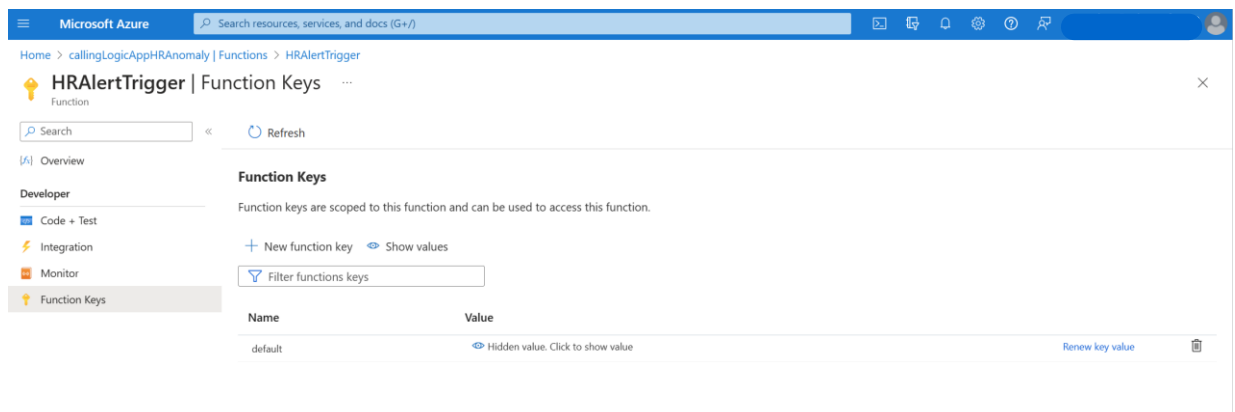 Microsoft Azure
Search resources, services, and docs (G+/)
Home > callingLogicAppHRAnomaly | Functions > HRAlertTrigger
HRAlertTrigger | Function Keys ...
Function
Search
«
Refresh
Overview
Developer
Code + Test
Integration
Monitor
Function Keys
Function Keys
Function keys are scoped to this function and can be used to access this function.
New function key
Show values
Filter functions keys
Name Value
default Hidden value. Click to show value Renew key value